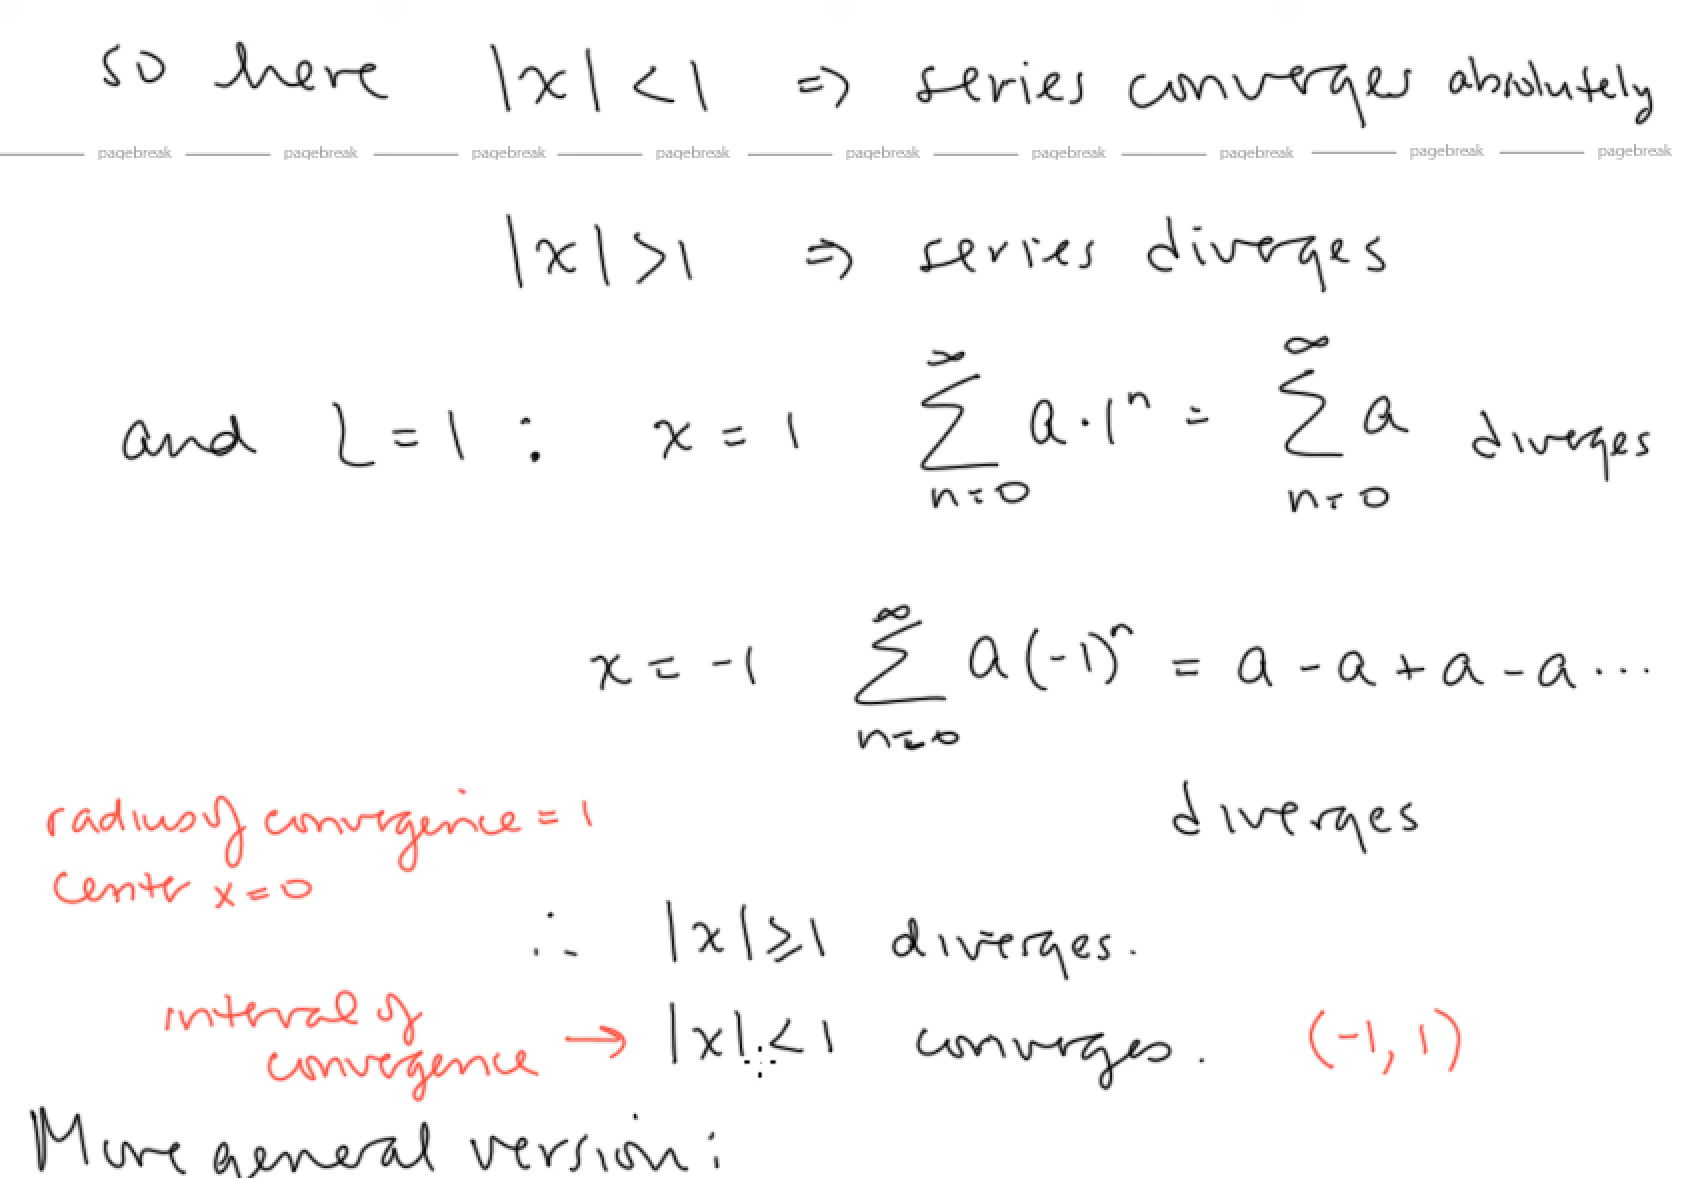 so here |x| < 1 ⇒ series converges absolutely
pagebreak pagebreak pagebreak pagebreak pagebreak pagebreak pagebreak pagebreak pagebreak
|x| > 1 ⇒ series diverges
and L = 1 : x = 1 ∑_{n=0}^{∞} a·1^n = ∑_{n=0}^{∞} a diverges
x = -1 ∑_{n=0}^{∞} a(-1)^n = a - a + a - a ...
diverges
radius of convergence = 1
center x = 0
∴ |x| ≥ 1 diverges.
interval of convergence → |x| < 1 converges. (-1, 1)
More general version: